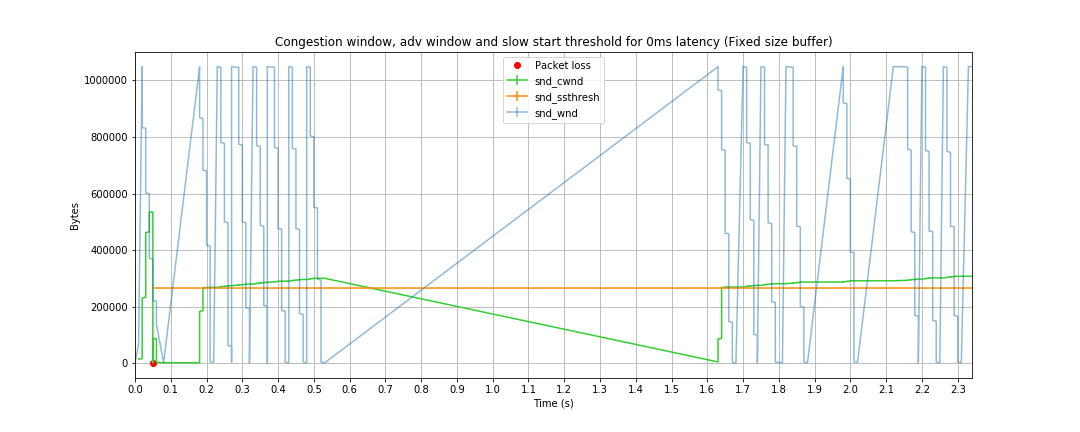 Congestion window, adv window and slow start threshold for 0ms latency (Fixed size buffer)
Packet loss
snd_cwnd
snd_ssthresh
snd_wnd
Bytes
1000000
800000
600000
400000
200000
0
0.0 0.1 0.2 0.3 0.4 0.5 0.6 0.7 0.8 0.9 1.0 1.1 1.2 1.3 1.4 1.5 1.6 1.7 1.8 1.9 2.0 2.1 2.2 2.3
Time (s)